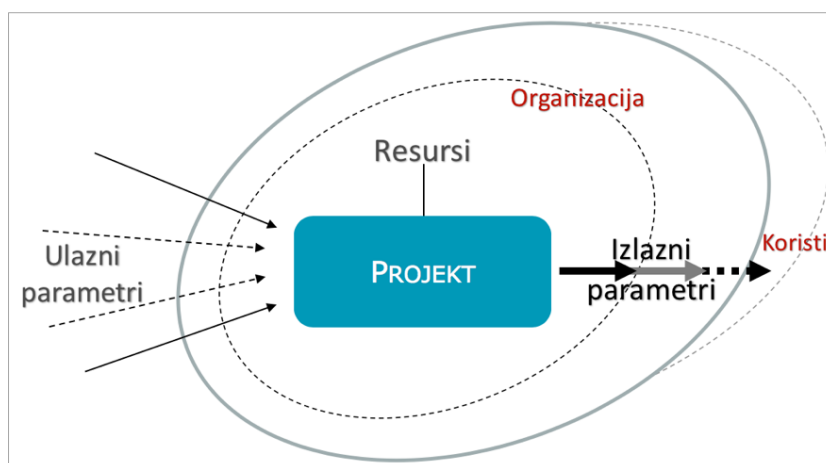 Organizacija
Resursi
Ulazni
parametri
PROJEKT
Izlazni
parametri
Koristi